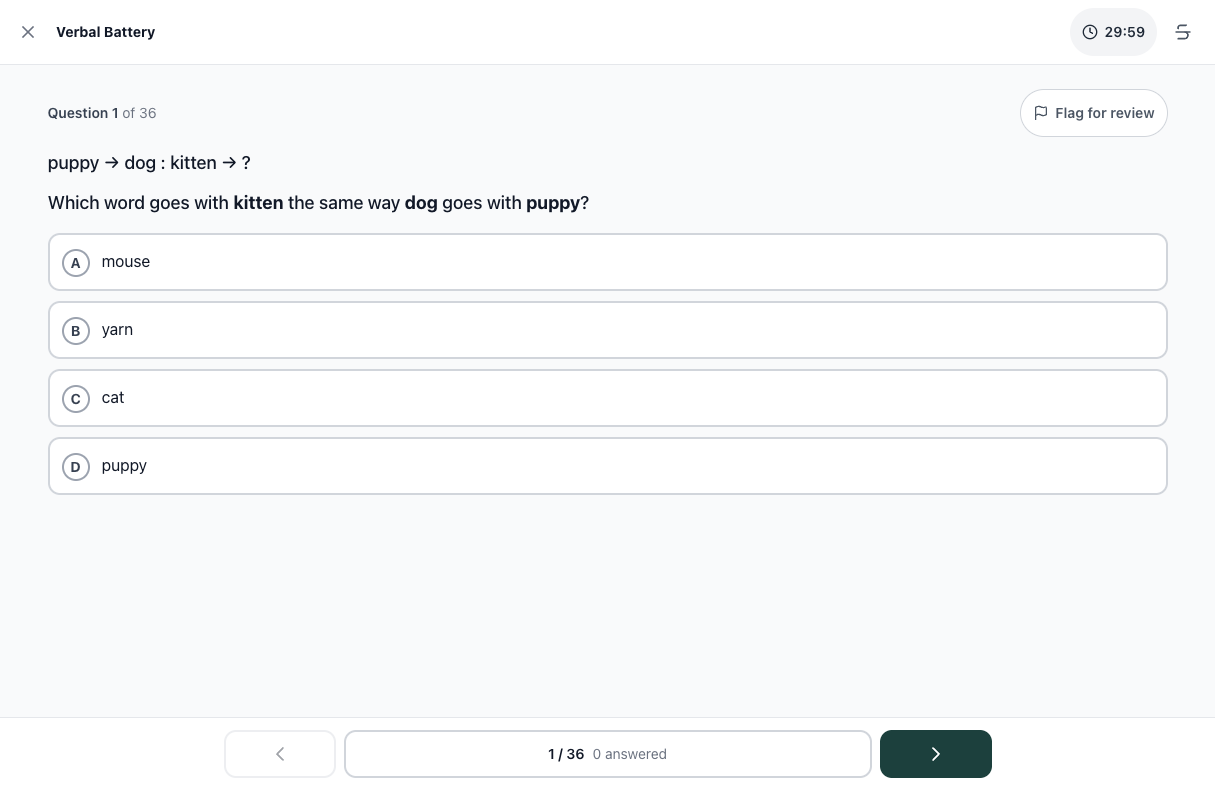 Verbal Battery
29:59
Question 1 of 36
Flag for review
puppy → dog : kitten → ?
Which word goes with kitten the same way dog goes with puppy?
A mouse
B yarn
C cat
D puppy
1 / 36 0 answered